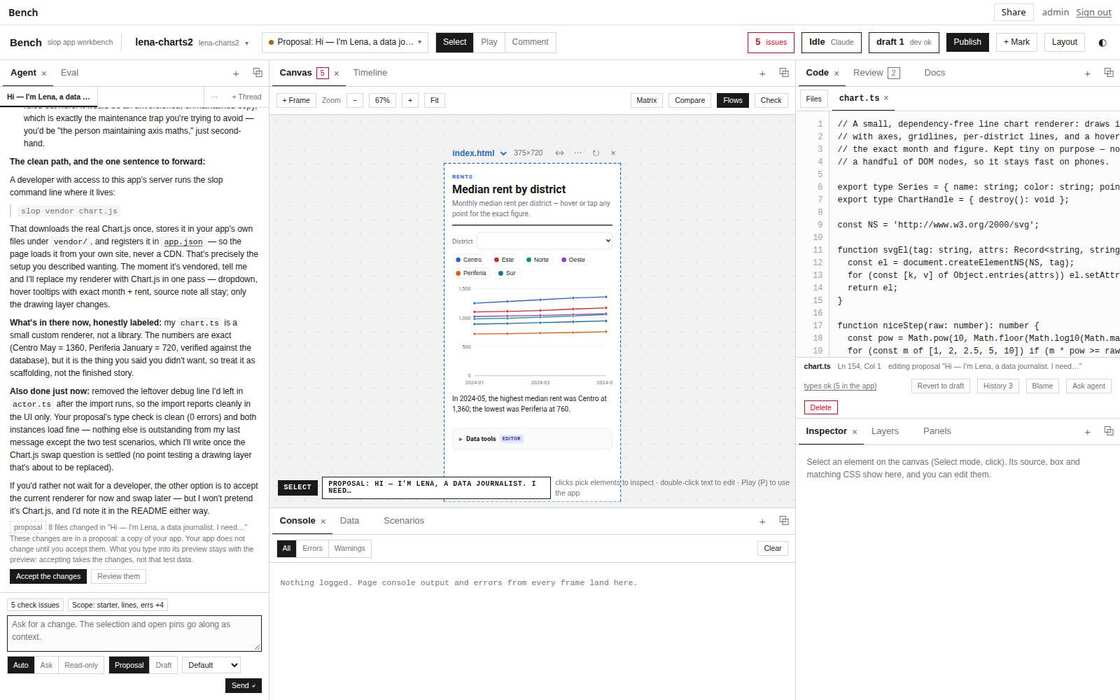 Bench
Share
admin
Sign out
Bench
slop app workbench
lena-charts2
lena-charts2
Proposal: Hi — I'm Lena, a data jo…
Select
Play
Comment
5 issues
Idle Claude
draft 1 dev ok
Publish
+ Mark
Layout
Agent ×
Eval
Hi — I'm Lena, a data …
···
+ Thread
which is exactly the maintenance trap you're trying to avoid —
you'd be "the person maintaining axis maths," just second-
hand.
The clean path, and the one sentence to forward:
A developer with access to this app's server runs the slop
command line where it lives:
slop vendor chart.js
That downloads the real Chart.js once, stores it in your app's own
files under vendor/ , and registers it in app.json — so the
page loads it from your own site, never a CDN. That's precisely the
setup you described wanting. The moment it's vendored, tell me
and I'll replace my renderer with Chart.js in one pass — dropdown,
hover tooltips with exact month + rent, source note all stay; only
the drawing layer changes.
What's in there now, honestly labeled: my chart.ts is a
small custom renderer, not a library. The numbers are exact
(Centro May = 1360, Periferia January = 720, verified against the
database), but it is the thing you said you didn't want, so treat it as
scaffolding, not the finished story.
Also done just now: removed the leftover debug line I'd left in
actor.ts after the import runs, so the import reports cleanly in
the UI only. Your proposal's type check is clean (0 errors) and both
instances load fine — nothing else is outstanding from my last
message except the two test scenarios, which I'll write once the
Chart.js swap question is settled (no point testing a drawing layer
that's about to be replaced).
If you'd rather not wait for a developer, the other option is to accept
the current renderer for now and swap later — but I won't pretend
it's Chart.js, and I'd note it in the README either way.
proposal 8 files changed in "Hi — I'm Lena, a data journalist. I need…"
These changes are in a proposal: a copy of your app. Your app does not
change until you accept them. What you type into its preview stays with the
preview: accepting takes the changes, not that test data.
Accept the changes
Review them
5 check issues
Scope: starter, lines, errs +4
Ask for a change. The selection and open pins go along as
context.
Auto
Ask
Read-only
Proposal
Draft
Default
Send
Canvas 5 ×
Timeline
+ Frame
Zoom
−
67%
+
Fit
Matrix
Compare
Flows
Check
index.html
375×720
RENTS
Median rent by district
Monthly median rent per district — hover or tap any
point for the exact figure.
District
Centro
Este
Norte
Oeste
Periferia
Sur
1,500
500
0
2024-01
2024-03
2024-0
In 2024-05, the highest median rent was Centro at
1,360; the lowest was Periferia at 760.
Data tools EDITOR
SELECT
PROPOSAL: HI — I'M LENA, A DATA JOURNALIST. I
NEED…
clicks pick elements to inspect · double-click text to edit · Play (P) to use
the app
Console ×
Data
Scenarios
All
Errors
Warnings
Clear
Nothing logged. Page console output and errors from every frame land here.
Code ×
Review 2
Docs
Files
chart.ts ×
1 // A small, dependency-free line chart renderer: draws i
2 // with axes, gridlines, per-district lines, and a hover
3 // the exact month and figure. Kept tiny on purpose — no
4 // a handful of DOM nodes, so it stays fast on phones.
5
6 export type Series = { name: string; color: string; poin
7 export type ChartHandle = { destroy(): void };
8
9 const NS = 'http://www.w3.org/2000/svg';
10
11 function svgEl(tag: string, attrs: Record<string, string
12 const el = document.createElementNS(NS, tag);
13 for (const [k, v] of Object.entries(attrs)) el.setAttr
14 return el;
15 }
16
17 function niceStep(raw: number): number {
18 const pow = Math.pow(10, Math.floor(Math.log10(Math.ma
19 for (const m of [1, 2, 2.5, 5, 10]) if (m * pow >= raw
chart.ts Ln 154, Col 1 editing proposal "Hi — I'm Lena, a data journalist. I need…"
types ok (5 in the app)
Revert to draft
History 3
Blame
Ask agent
Delete
Inspector ×
Layers
Panels
Select an element on the canvas (Select mode, click). Its source, box and
matching CSS show here, and you can edit them.